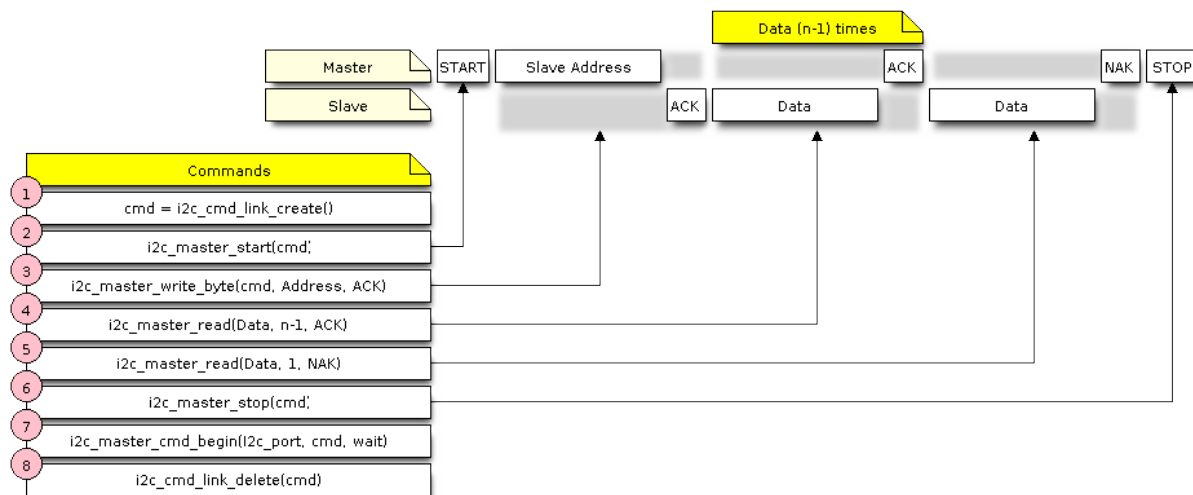 Data (n-1) times
Master START Slave Address ACK NAK STOP
Slave ACK Data Data
Commands
1
cmd = i2c_cmd_link_create()
2
i2c_master_start(cmd;
3
i2c_master_write_byte(cmd, Address, ACK)
4
i2c_master_read(Data, n-1, ACK)
5
i2c_master_read(Data, 1, NAK)
6
i2c_master_stop(cmd;
7
i2c_master_cmd_begin(I2c_port, cmd, wait)
8
i2c_cmd_link_delete(cmd)